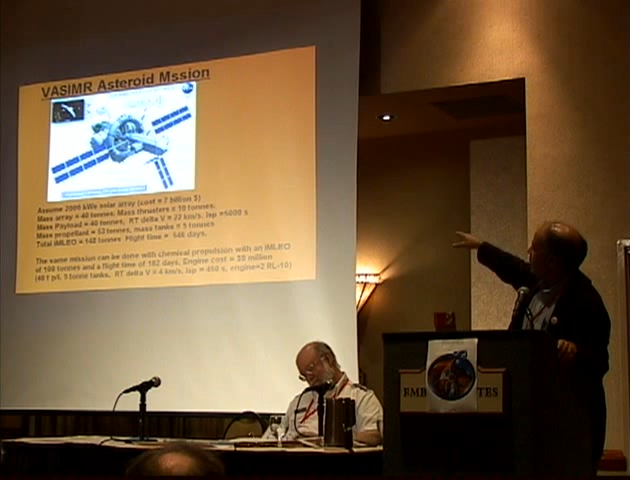 VASIMR Asteroid Mssion
Assume 2000 kWe solar array (cost = 7 billion $)
Mass array = 40 tonnes, Mass thrusters = 10 tonnes.
Mass Payload = 40 tonnes, RT delta V = 22 km/s, Isp =5000 s
Mass propellant = 53 tonnes, mass tanks = 5 tonnes
Total IMLEO = 148 tonnes Flight time = 546 days.
The same mission can be done with chemical propulsion with an IMLEO
of 108 tonnes and a flight time of 182 days. Engine cost = $8 million
(40 t p/l, 5 tonne tanks, RT delta V = 4 km/s, Isp = 450 s, engine=2 RL-10)
EMB TES